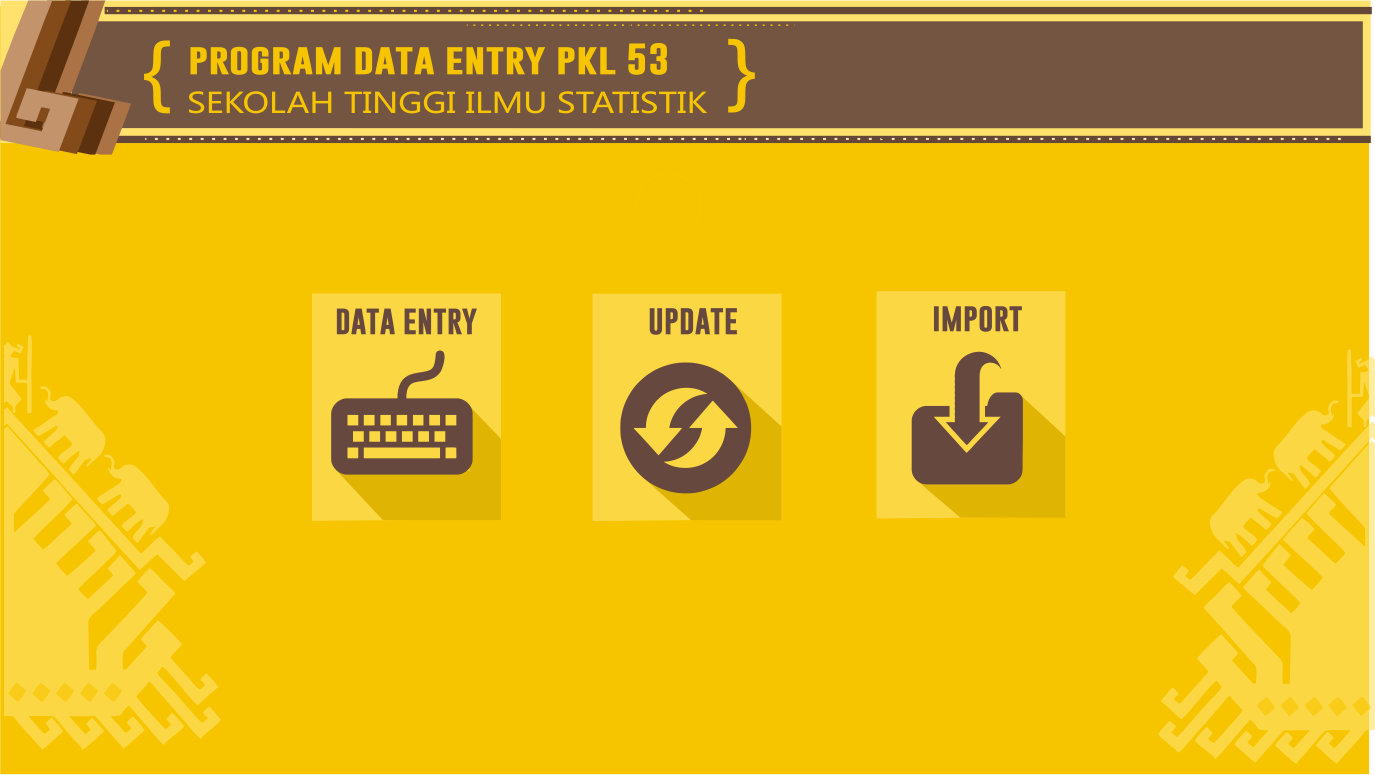 { PROGRAM DATA ENTRY PKL 53 }
SEKOLAH TINGGI ILMU STATISTIK
DATA ENTRY
UPDATE
IMPORT